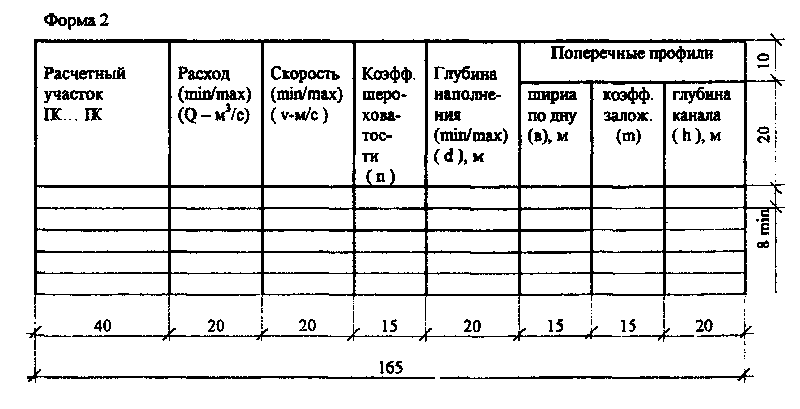 Форма 2
Расчетный
участок
ПК... ПК
Расход
(min/max)
(Q – м³/с)
Скорость
(min/max)
( v-м/с )
Коэфф.
шеро-
хова-
тос-
ти
( n )
Глубина
наполне-
ния
(min/max)
( d ), м
Поперечные профили
шириа
по дну
(в), м
коэфф.
залож.
(m)
глубина
канала
( h ), м
10
20
8 min
40
20
20
15
20
15
15
20
165